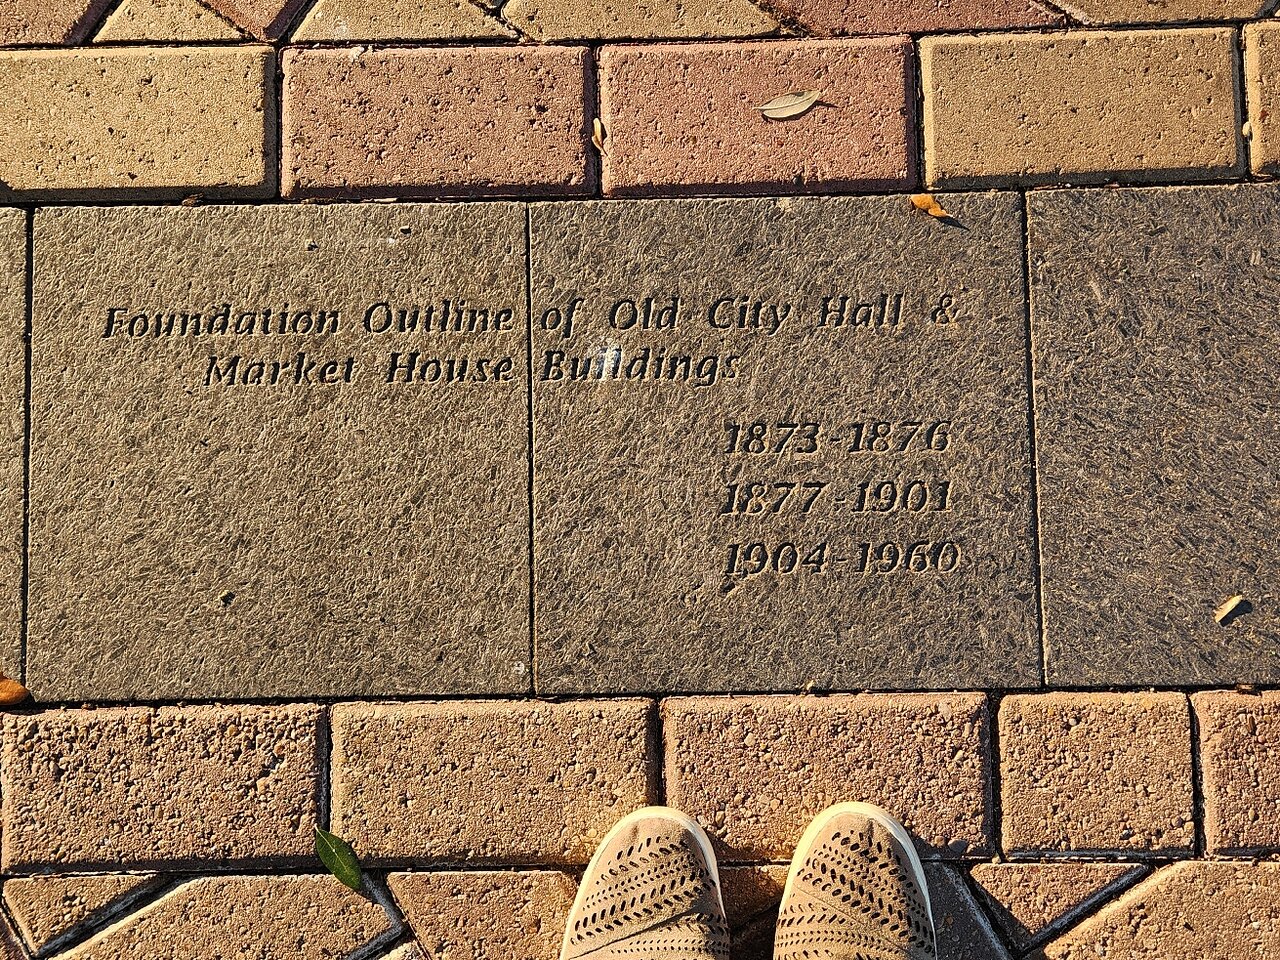 Foundation Outline of Old City Hall &
Market House Buildings
1873-1876
1877-1901
1904-1960